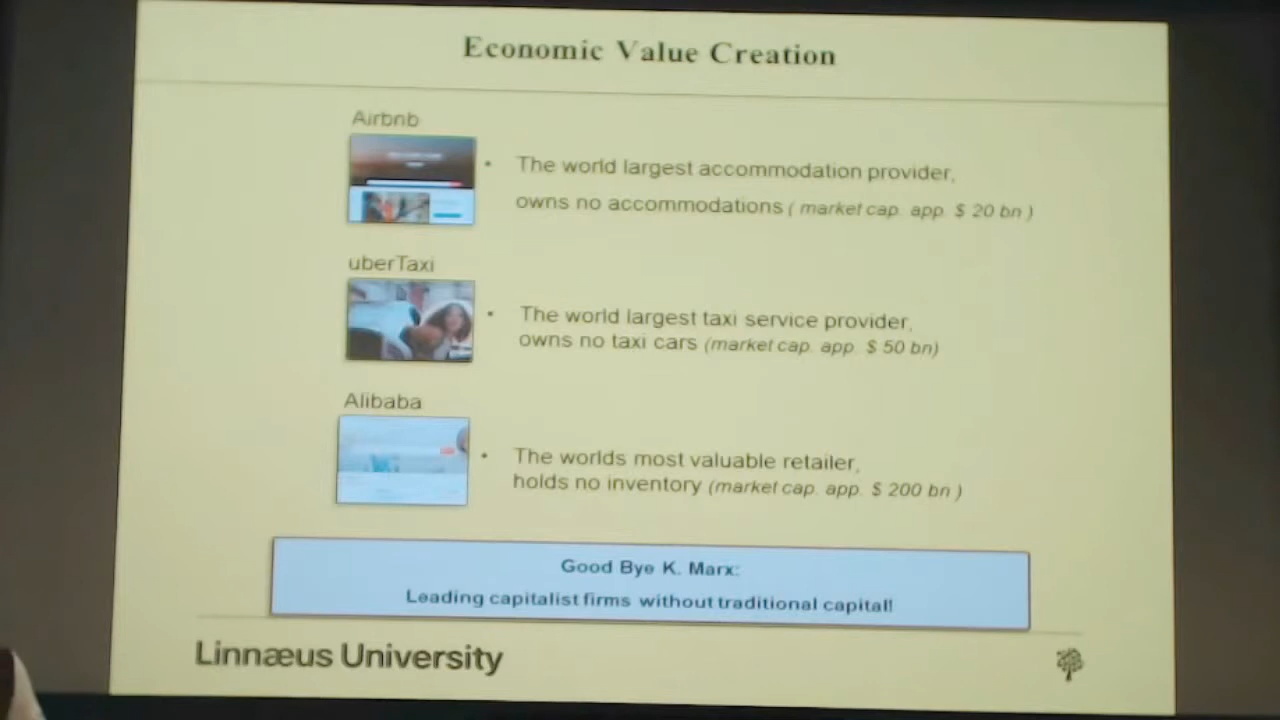 Economic Value Creation
Airbnb
• The world largest accommodation provider,
owns no accommodations ( market cap. app. $ 20 bn )
uberTaxi
• The world largest taxi service provider,
owns no taxi cars (market cap. app. $ 50 bn)
Alibaba
• The worlds most valuable retailer,
holds no inventory (market cap. app. $ 200 bn )
Good Bye K. Marx:
Leading capitalist firms without traditional capital!
Linnæus University